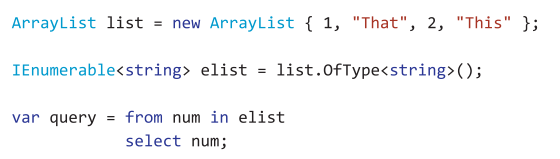 ArrayList list = new ArrayList { 1, "That", 2, "This" };
IEnumerable<string> elist = list.OfType<string>();
var query = from num in elist
select num;